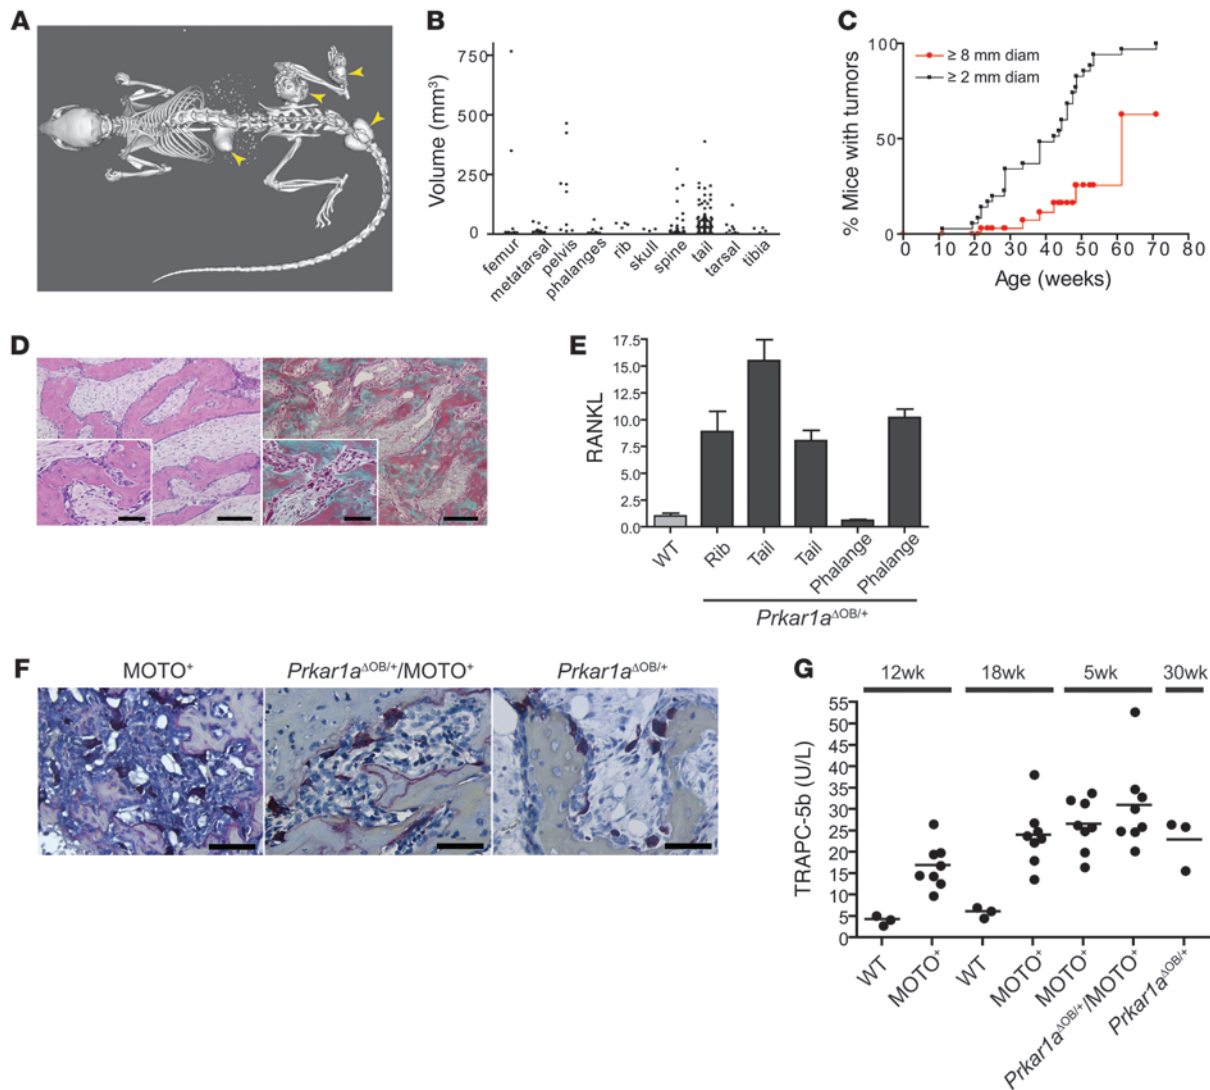 A
B
Volume (mm³)
750
500
250
0
femur
metatarsal
pelvis
phalanges
rib
skull
spine
tail
tarsal
tibia
C
% Mice with tumors
100
50
0
≥ 8 mm diam
≥ 2 mm diam
0 10 20 30 40 50 60 70 80
Age (weeks)
D
E
RANKL
17.5
15.0
12.5
10.0
7.5
5.0
2.5
0.0
WT
Rib
Tail
Tail
Phalange
Phalange
Prkar1aΔOB/+
F
MOTO⁺
Prkar1aΔOB/+/MOTO⁺
Prkar1aΔOB/+
G
12wk 18wk 5wk 30wk
TRAPC-5b (U/L)
55
50
45
40
35
30
25
20
15
10
5
0
WT
MOTO⁺
WT
MOTO⁺
MOTO⁺
Prkar1aΔOB/+/MOTO⁺
Prkar1aΔOB/+